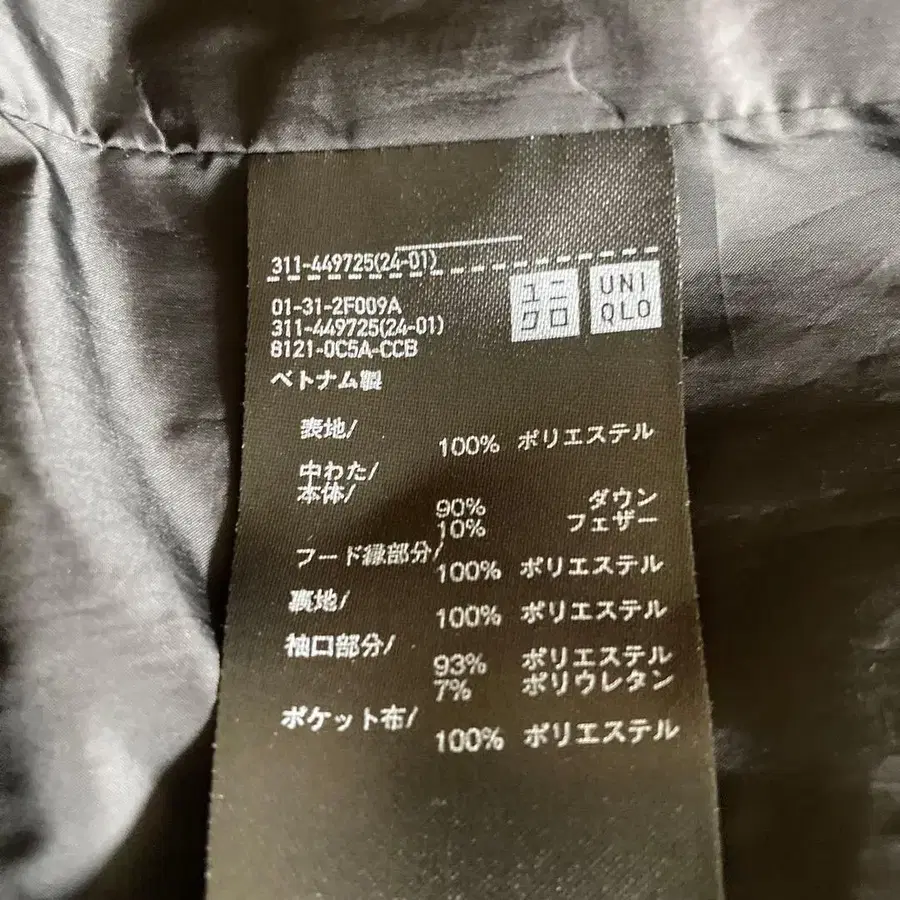 311-449725(24-01)
ユニ
クロ
UNI
QLO
01-31-2F009A
311-449725(24-01)
8121-0C5A-CCB
ベトナム製
表地/
100% ポリエステル
中わた/
本体/
90% ダウン
10% フェザー
フード縁部分/
100% ポリエステル
裏地/
100% ポリエステル
袖口部分/
93% ポリエステル
7% ポリウレタン
ポケット布/
100% ポリエステル